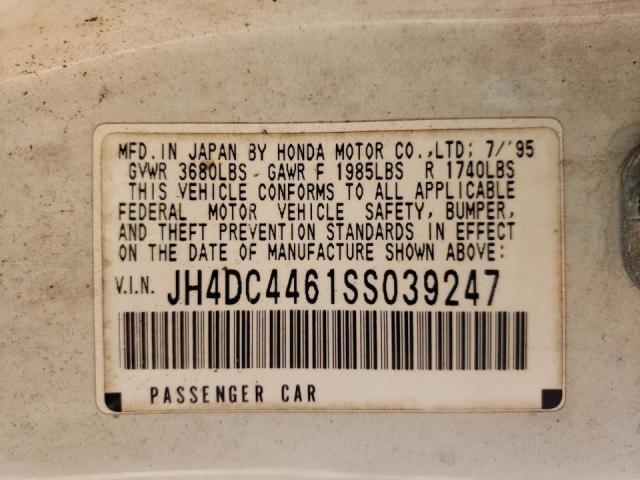 MFD. IN JAPAN BY HONDA MOTOR CO.,LTD; 7/'95
GVWR 3680LBS GAWR F 1985LBS R 1740LBS
THIS VEHICLE CONFORMS TO ALL APPLICABLE
FEDERAL MOTOR VEHICLE SAFETY, BUMPER,
AND THEFT PREVENTION STANDARDS IN EFFECT
ON THE DATE OF MANUFACTURE SHOWN ABOVE:
V.I.N. JH4DC4461SS039247
PASSENGER CAR